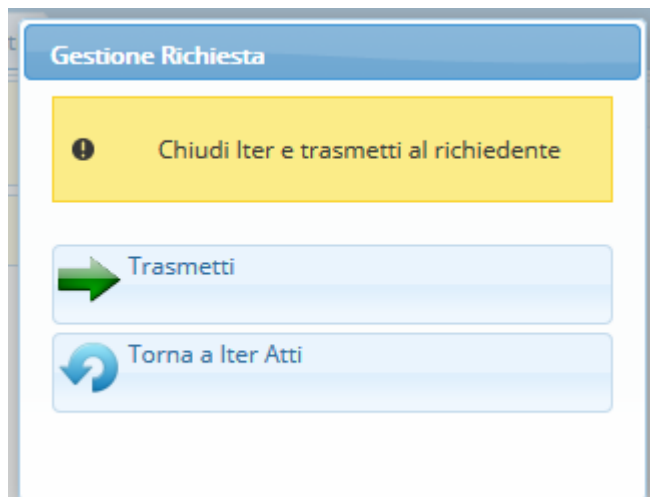 Gestione Richiesta
Chiudi Iter e trasmetti al richiedente
Trasmetti
Torna a Iter Atti